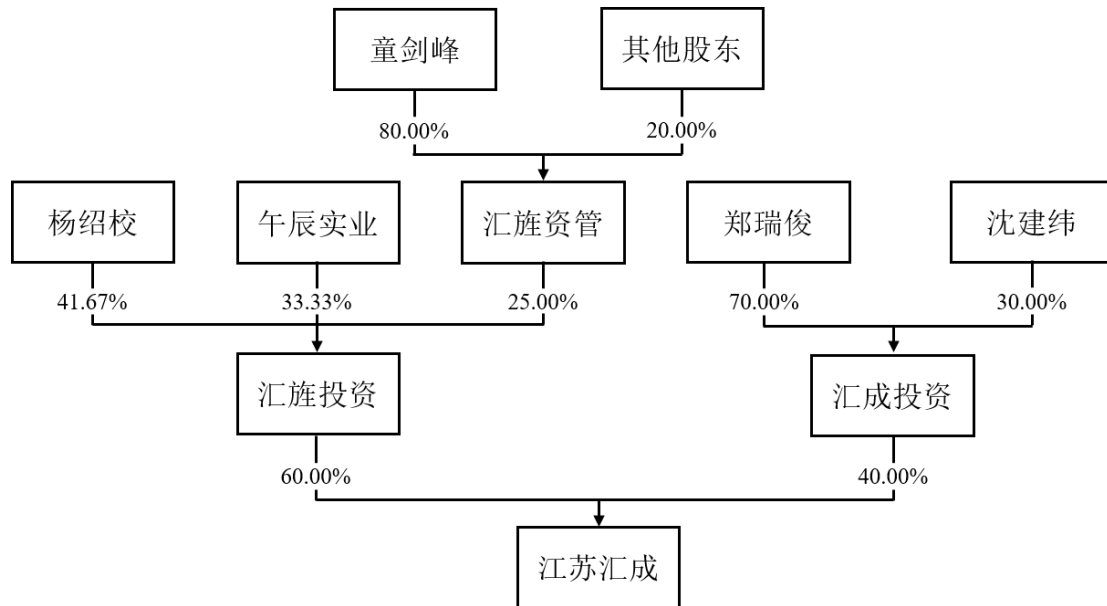 童剑峰
其他股东
80.00%
20.00%
杨绍校
午辰实业
汇旌资管
郑瑞俊
沈建纬
41.67%
33.33%
25.00%
70.00%
30.00%
汇旌投资
汇成投资
60.00%
40.00%
江苏汇成